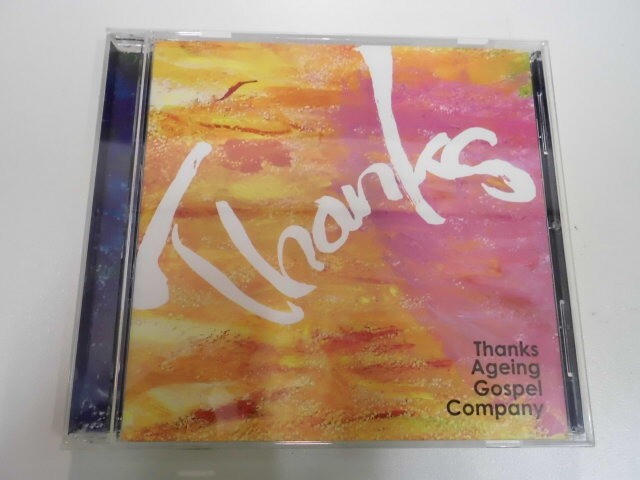 Thanks
Thanks
Ageing
Gospel
Company